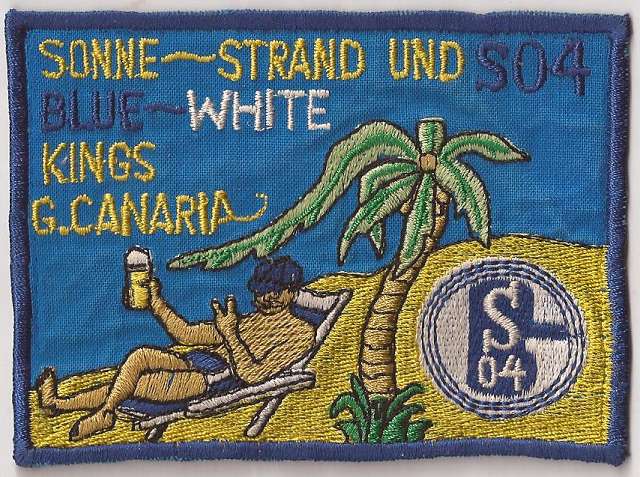 SONNE~STRAND UND S04
BLUE~WHITE
KINGS
G.CANARIA
S
04